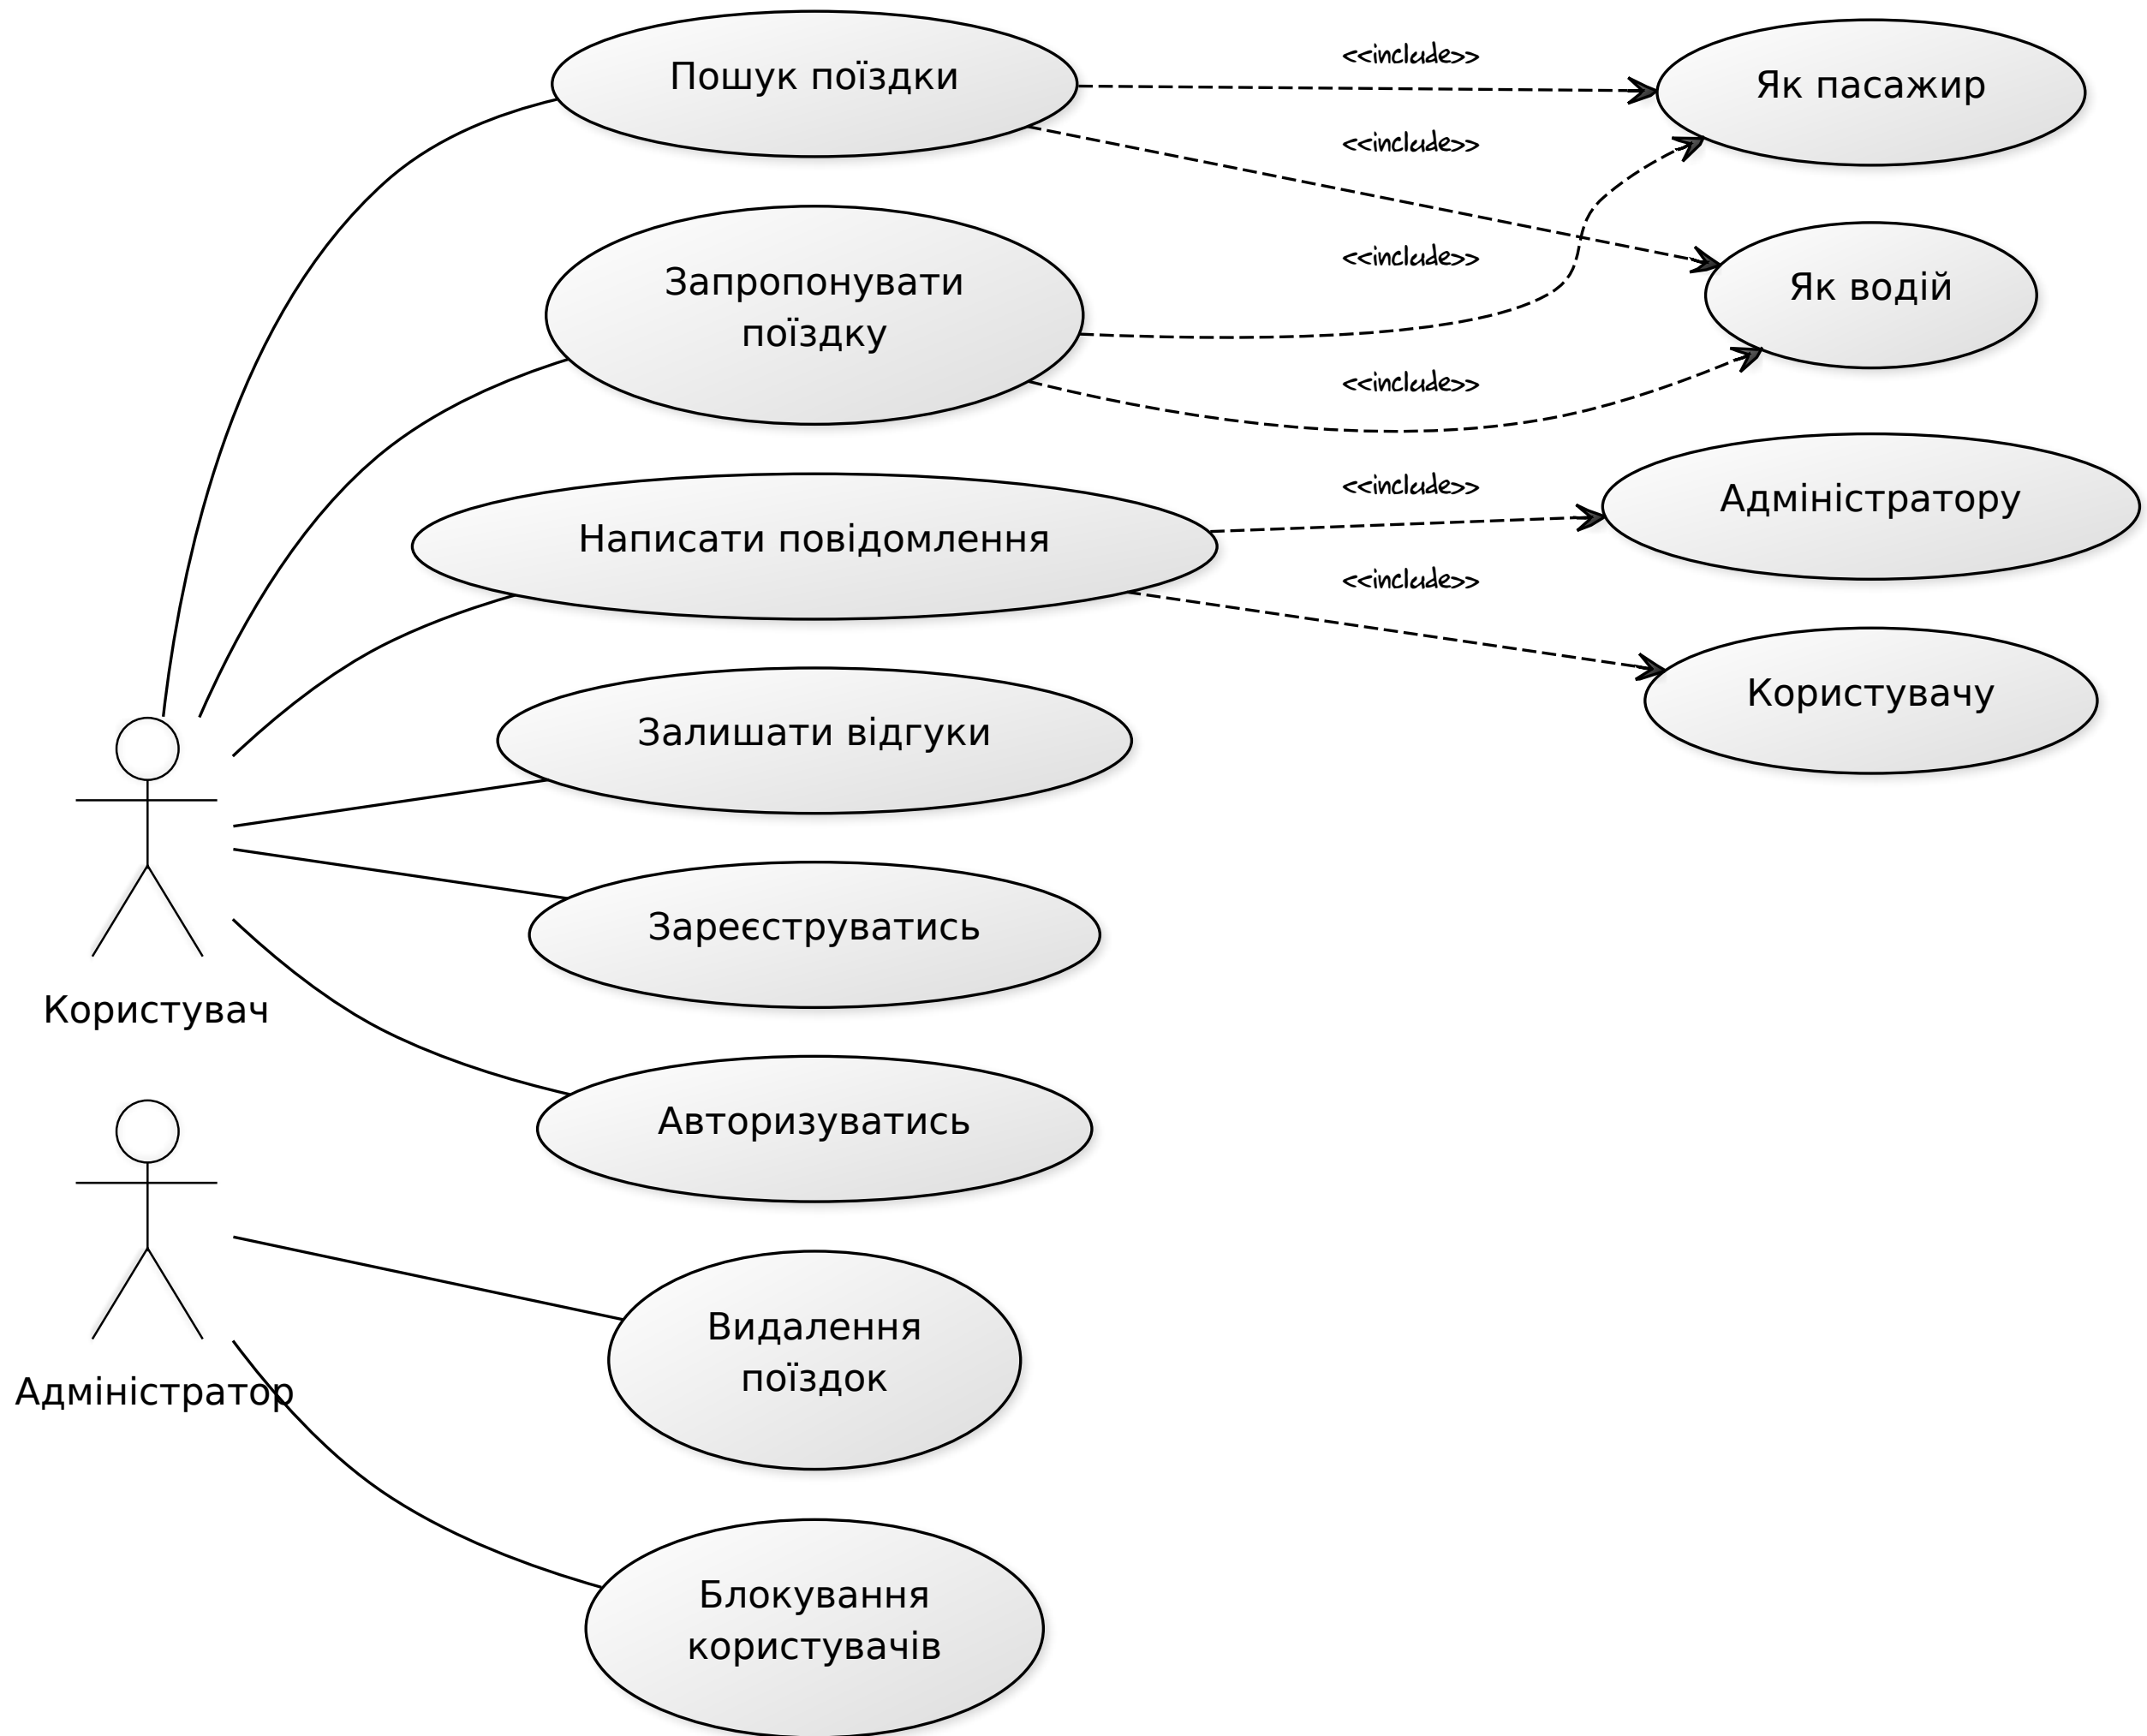 Пошук поїздки
<<include>>
Як пасажир
<<include>>
Запропонувати
поїздку
<<include>>
Як водій
<<include>>
Написати повідомлення
<<include>>
Адміністратору
<<include>>
Користувачу
Залишати відгуки
Зареєструватись
Користувач
Авторизуватись
Видалення
поїздок
Адміністратор
Блокування
користувачів